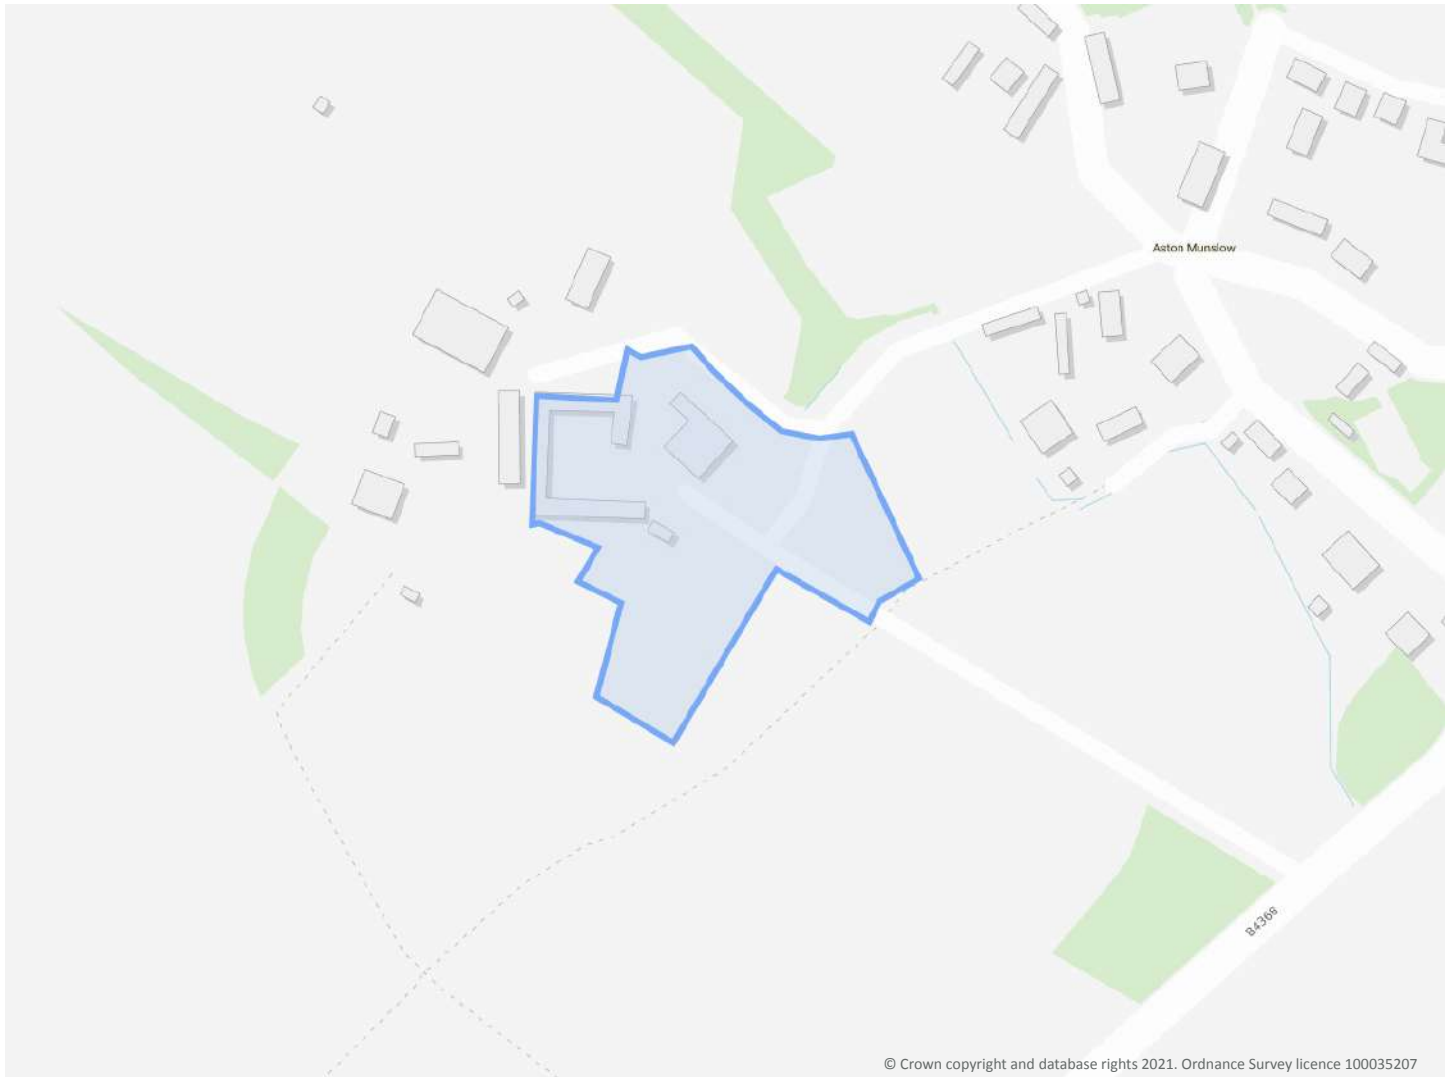 Aston Munslow
B4368
© Crown copyright and database rights 2021. Ordnance Survey licence 100035207